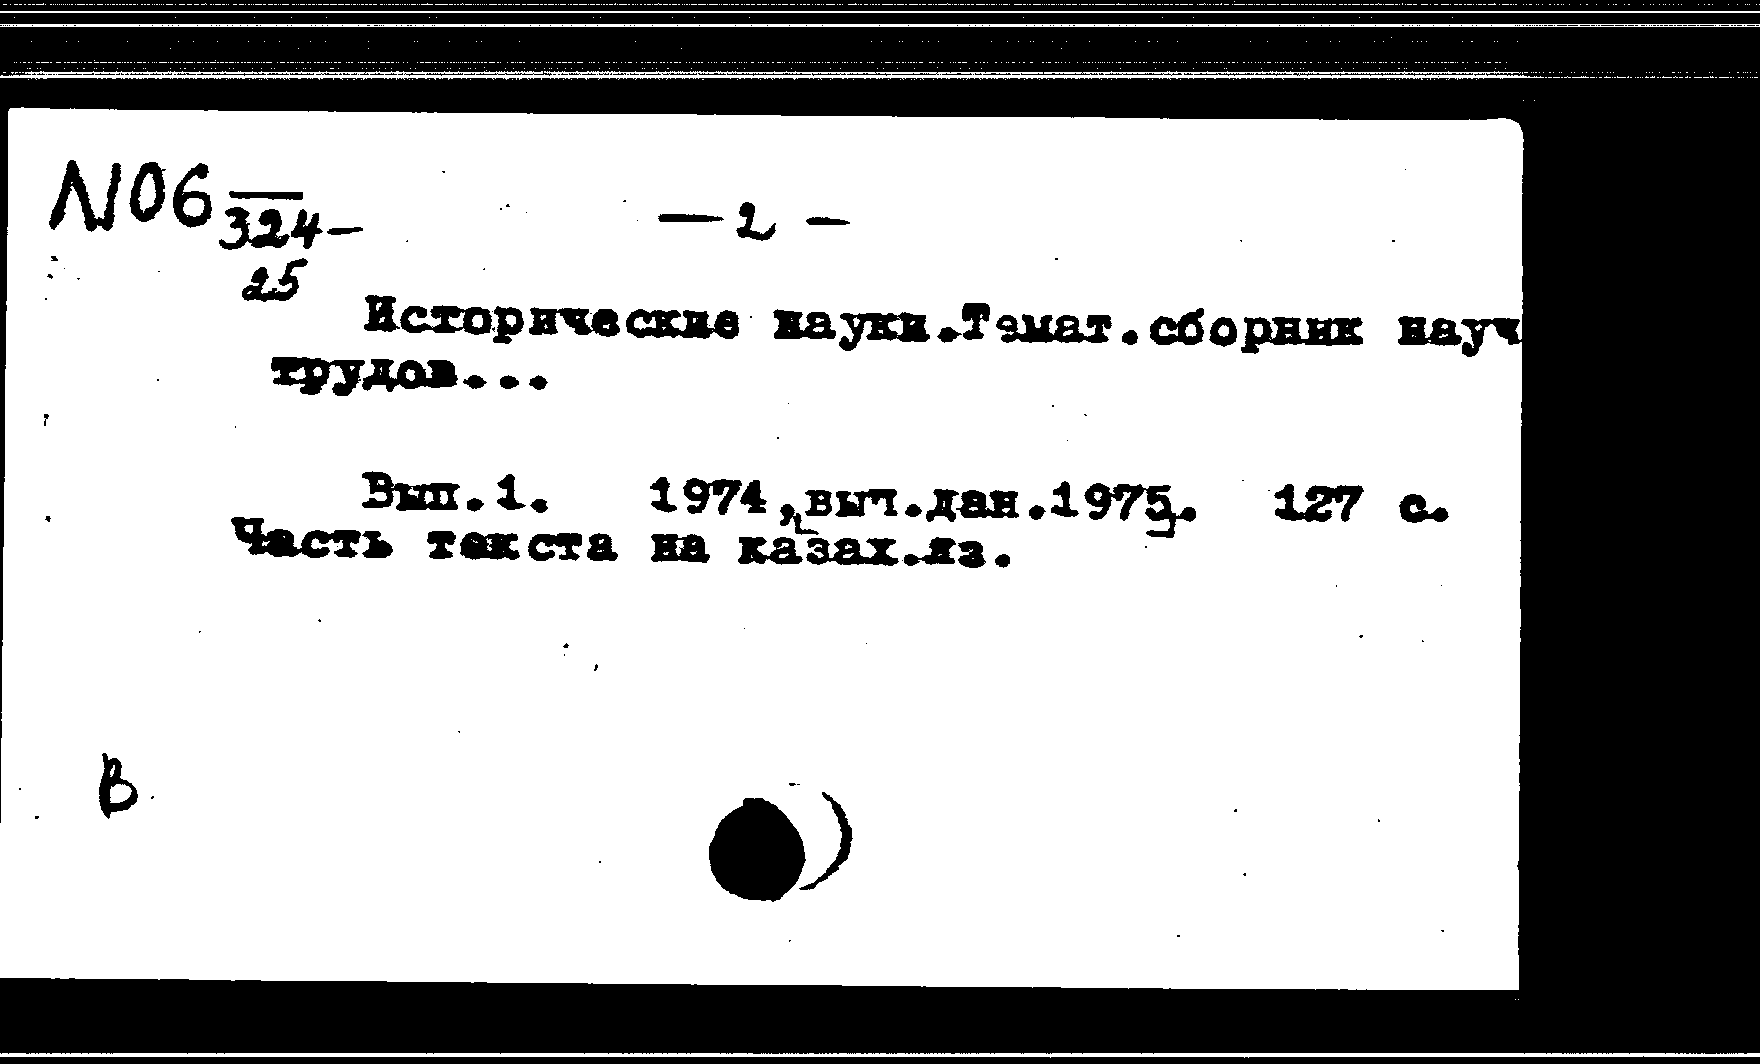 N06 324-
25
— 2 —
Исторические науки.Темат.сборник науч
трудов...
Вып.1. 1974,[вып.дан.1975]. 127 с.
Часть текста на казах.яз.
В